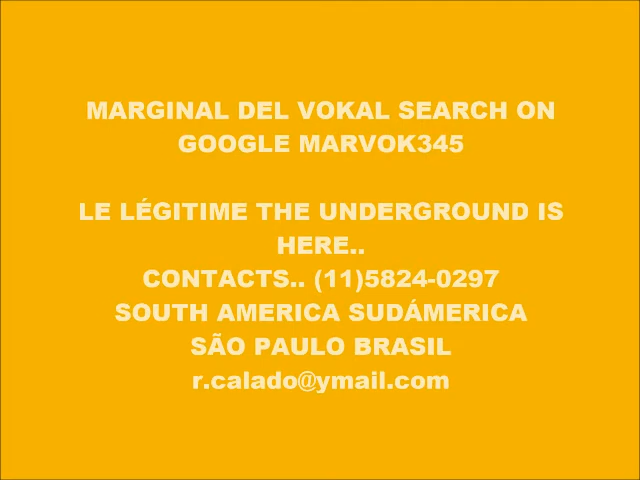 MARGINAL DEL VOKAL SEARCH ON
GOOGLE MARVOK345
LE LÉGITIME THE UNDERGROUND IS
HERE..
CONTACTS.. (11)5824-0297
SOUTH AMERICA SUDÁMERICA
SÃO PAULO BRASIL
r.calado@ymail.com